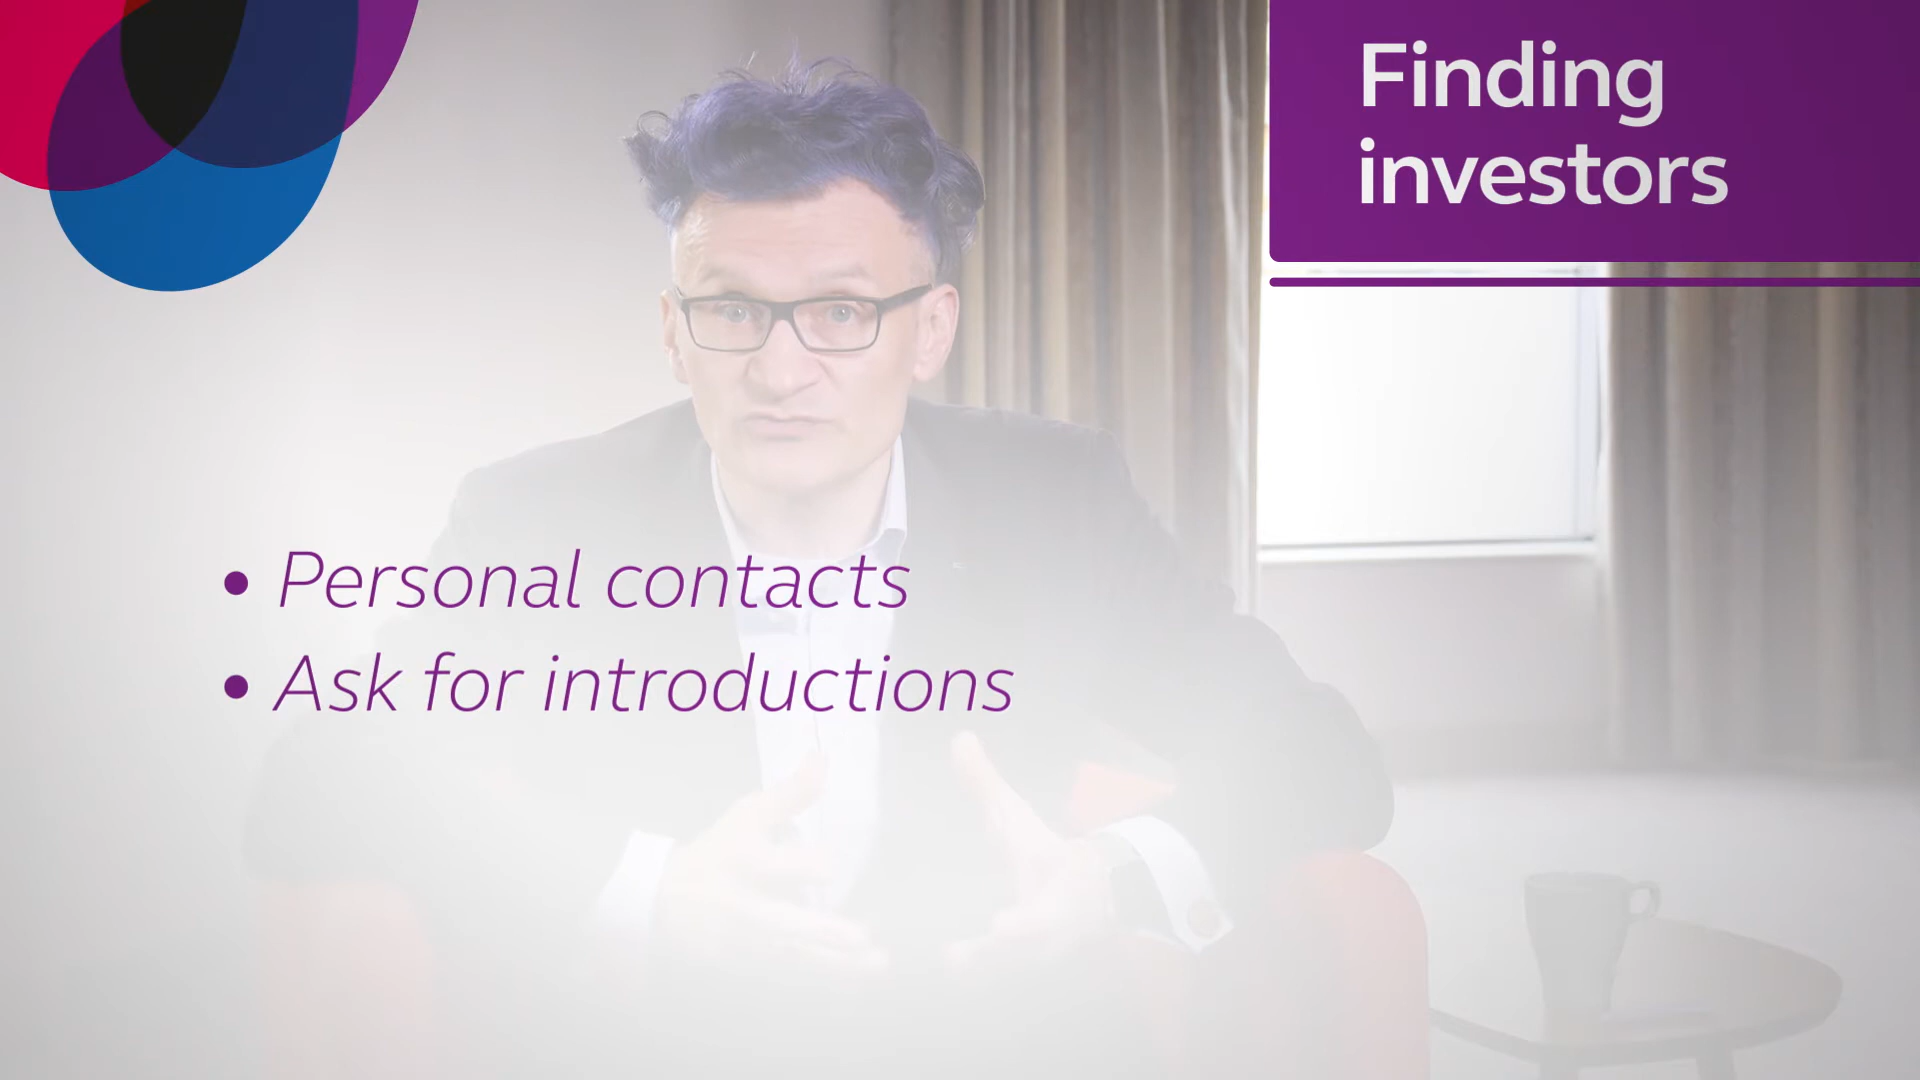 Finding
investors
• Personal contacts
• Ask for introductions